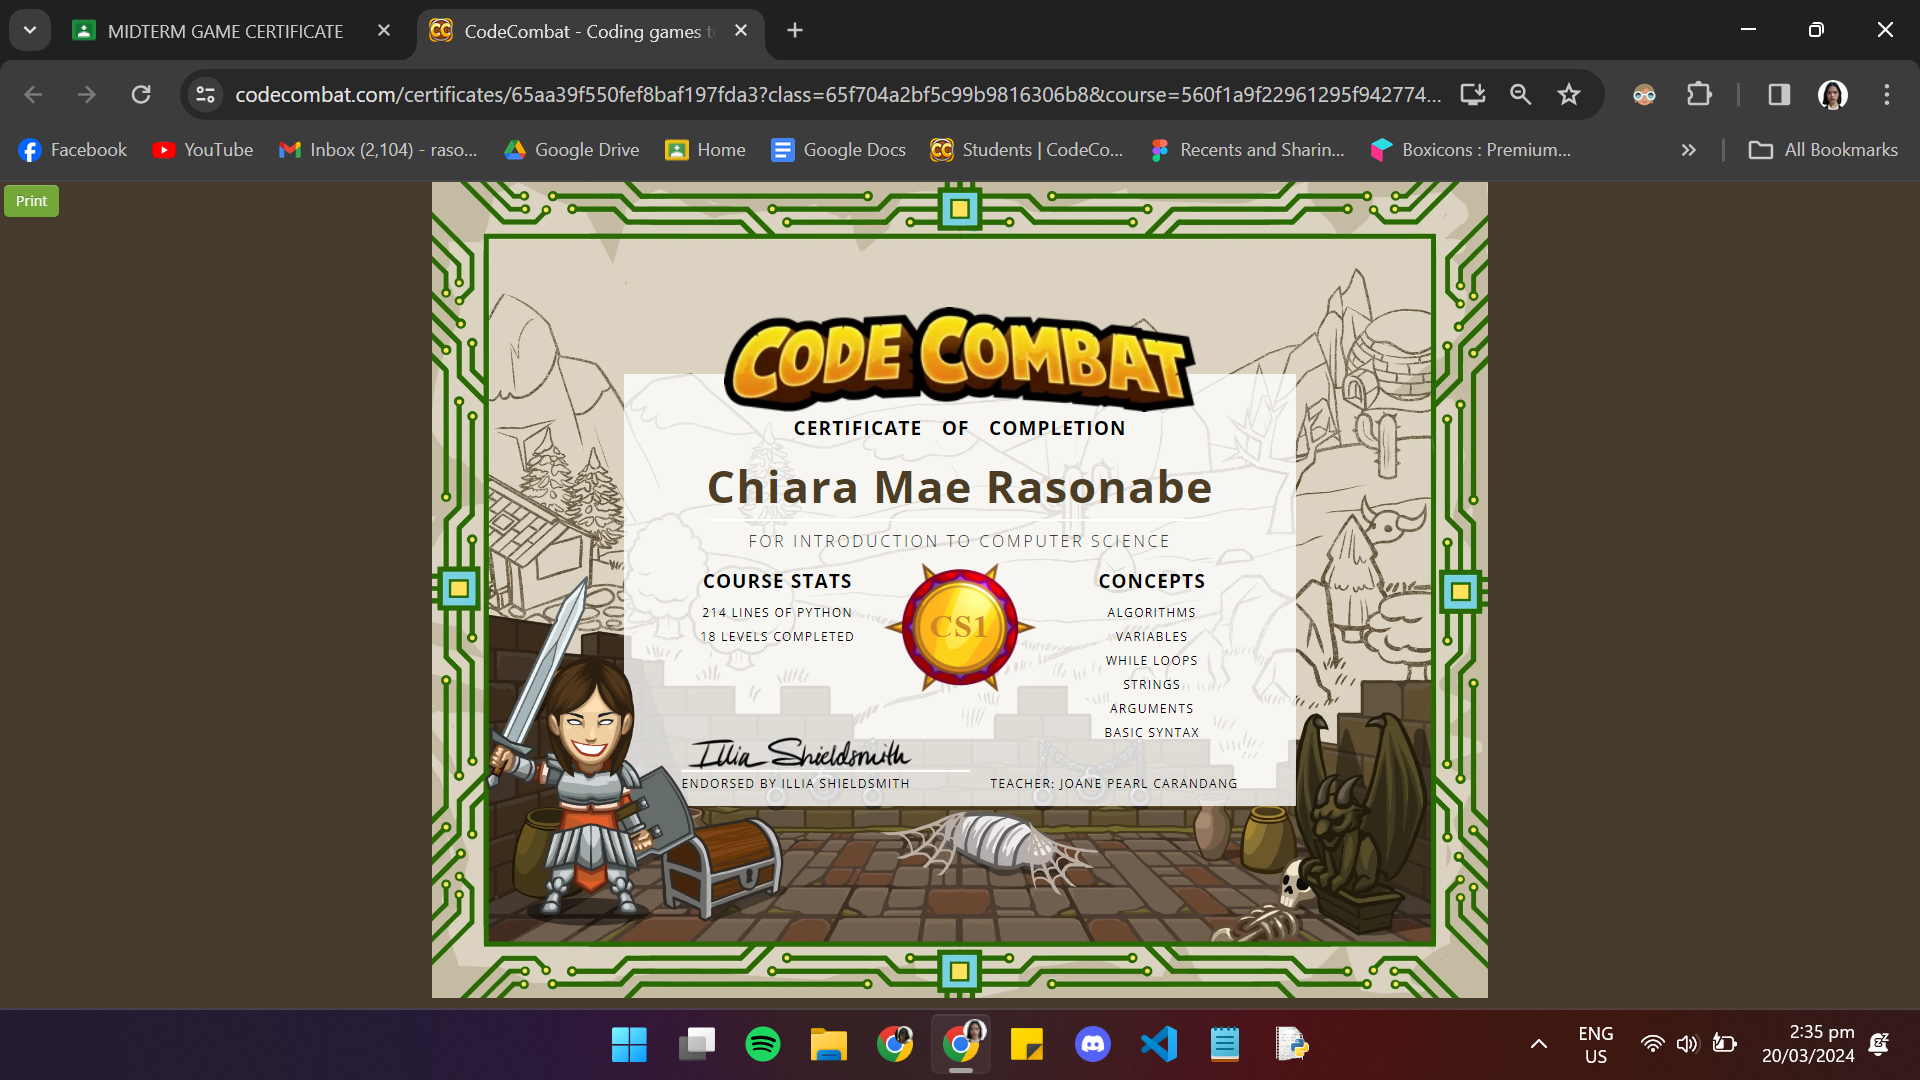 MIDTERM GAME CERTIFICATE
CodeCombat - Coding games t
codecombat.com/certificates/65aa39f550fef8baf197fda3?class=65f704a2bf5c99b9816306b8&course=560f1a9f22961295f942774...
Facebook YouTube Inbox (2,104) - raso... Google Drive Home Google Docs Students | CodeCo... Recents and Sharin... Boxicons : Premium... All Bookmarks
Print
CODE COMBAT
CERTIFICATE OF COMPLETION
Chiara Mae Rasonabe
FOR INTRODUCTION TO COMPUTER SCIENCE
COURSE STATS
214 LINES OF PYTHON
18 LEVELS COMPLETED
CS1
CONCEPTS
ALGORITHMS
VARIABLES
WHILE LOOPS
STRINGS
ARGUMENTS
BASIC SYNTAX
Illia Shieldsmith
ENDORSED BY ILLIA SHIELDSMITH
TEACHER: JOANE PEARL CARANDANG
ENG
US
2:35 pm
20/03/2024